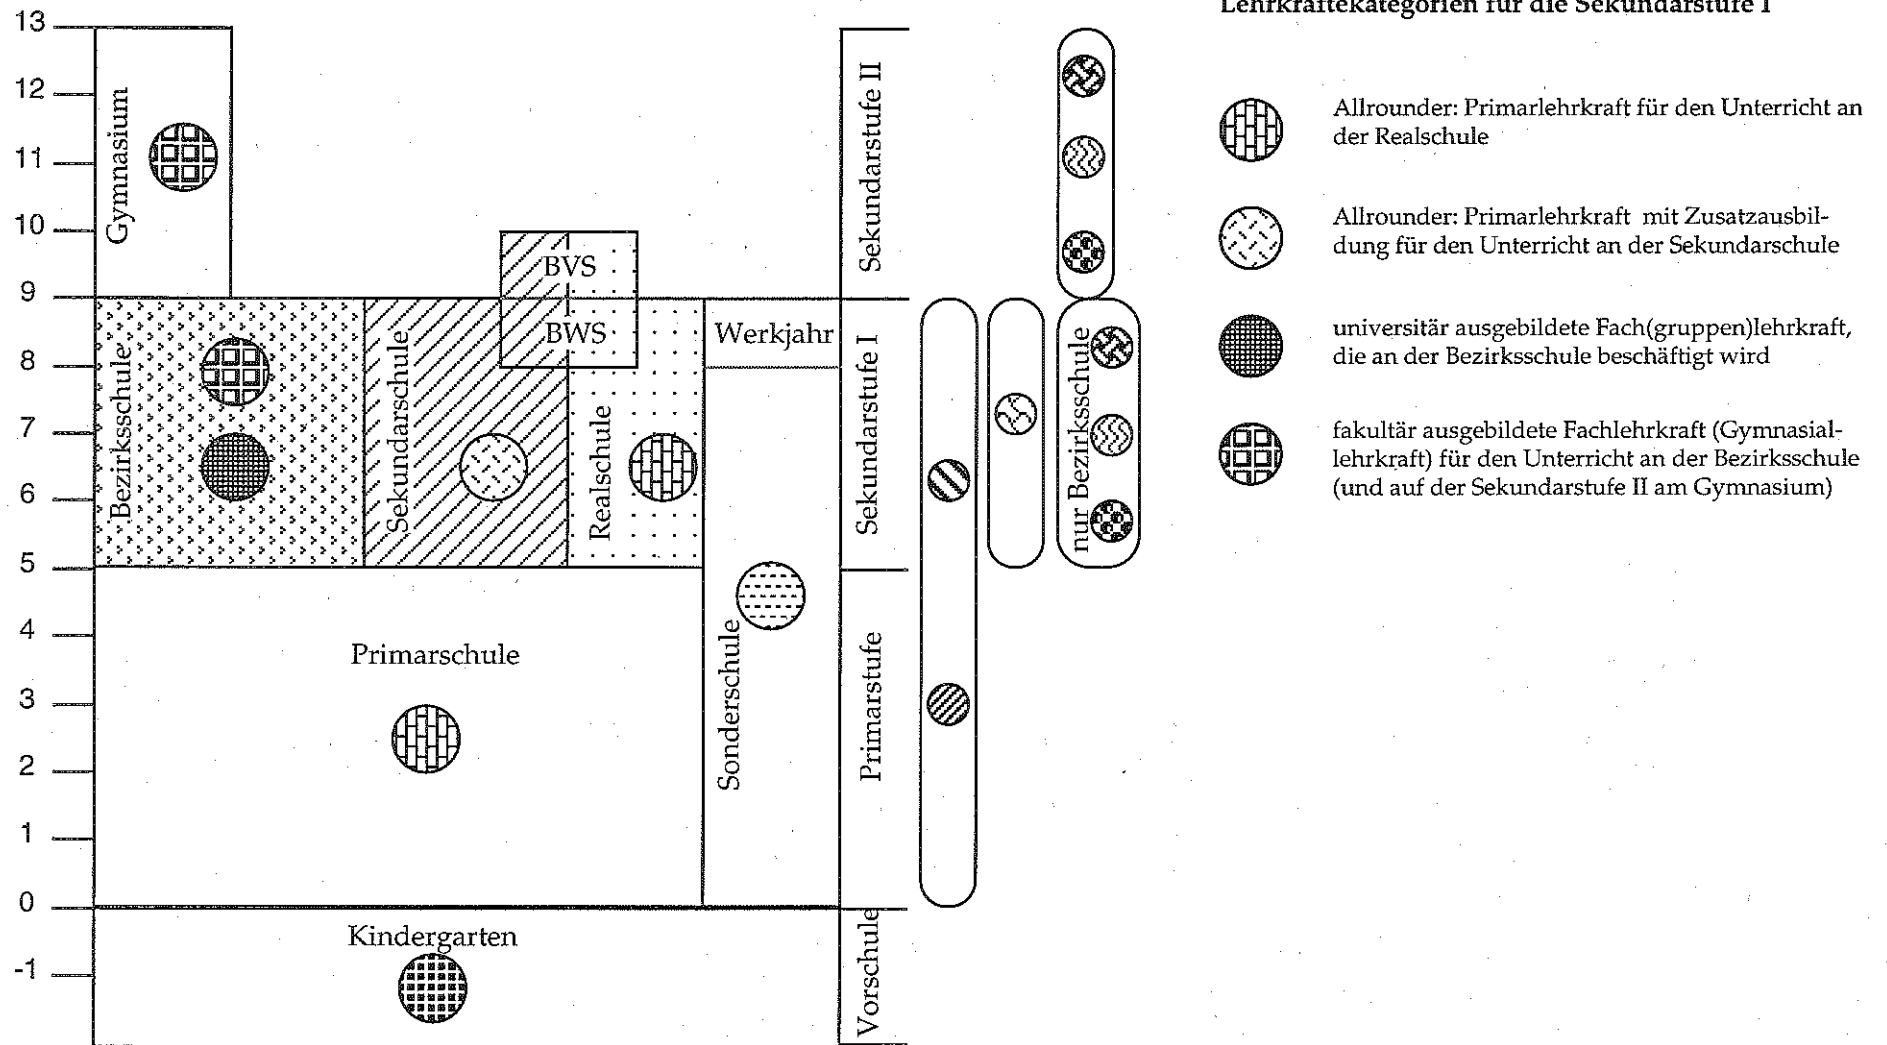 Lehrkräftekategorien für die Sekundarstufe I
13
12
11
10
9
8
7
6
5
4
3
2
1
0
-1
Gymnasium
BVS
BWS
Bezirksschule
Sekundarschule
Realschule
Werkjahr
Sonderschule
Primarschule
Kindergarten
Sekundarstufe II
Sekundarstufe I
Primarstufe
Vorschule
nur Bezirksschule
Allrounder: Primarlehrkraft für den Unterricht an
der Realschule
Allrounder: Primarlehrkraft mit Zusatzausbil-
dung für den Unterricht an der Sekundarschule
universitär ausgebildete Fach(gruppen)lehrkraft,
die an der Bezirksschule beschäftigt wird
fakultär ausgebildete Fachlehrkraft (Gymnasial-
lehrkraft) für den Unterricht an der Bezirksschule
(und auf der Sekundarstufe II am Gymnasium)